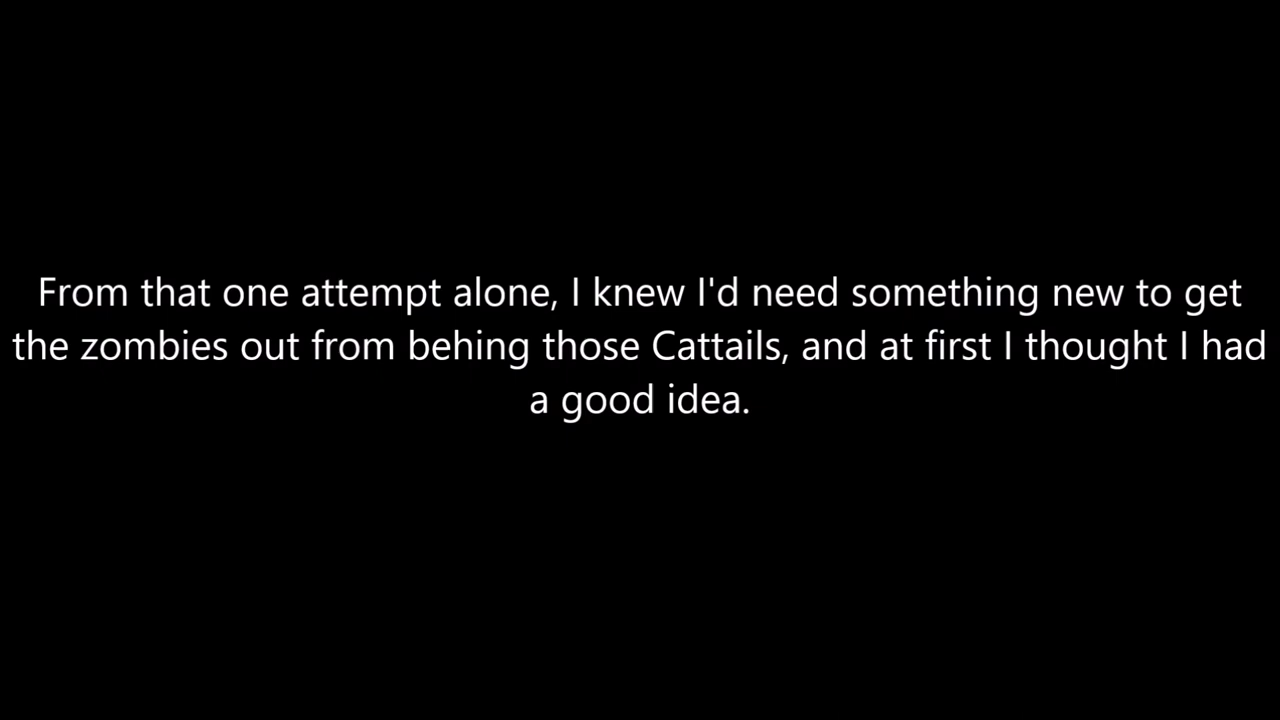 From that one attempt alone, I knew I'd need something new to get
the zombies out from behing those Cattails, and at first I thought I had
a good idea.